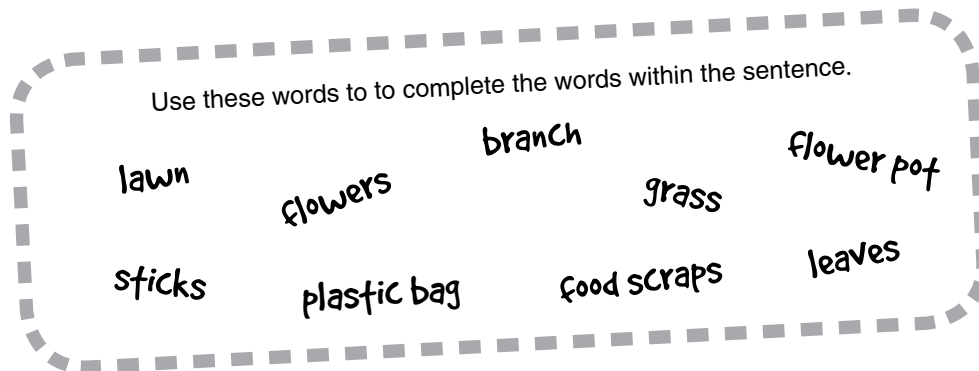 Use these words to to complete the words within the sentence.
branch
lawn
flowers
grass
flower pot
sticks
plastic bag
food scraps
leaves